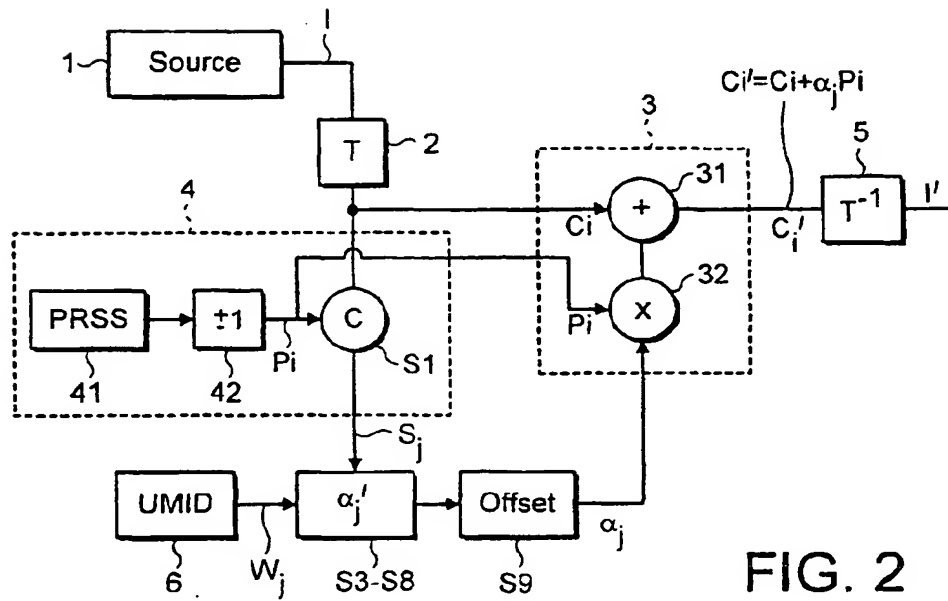 I
1
Source
Ci'=Ci+αjPi
T
2
3
31
5
4
+
T⁻¹
I'
Ci
Ci'
32
PRSS
±1
C
Pi
X
Pi
41
42
S1
Sj
UMID
αj'
Offset
αj
6
Wj
S3-S8
S9
FIG. 2